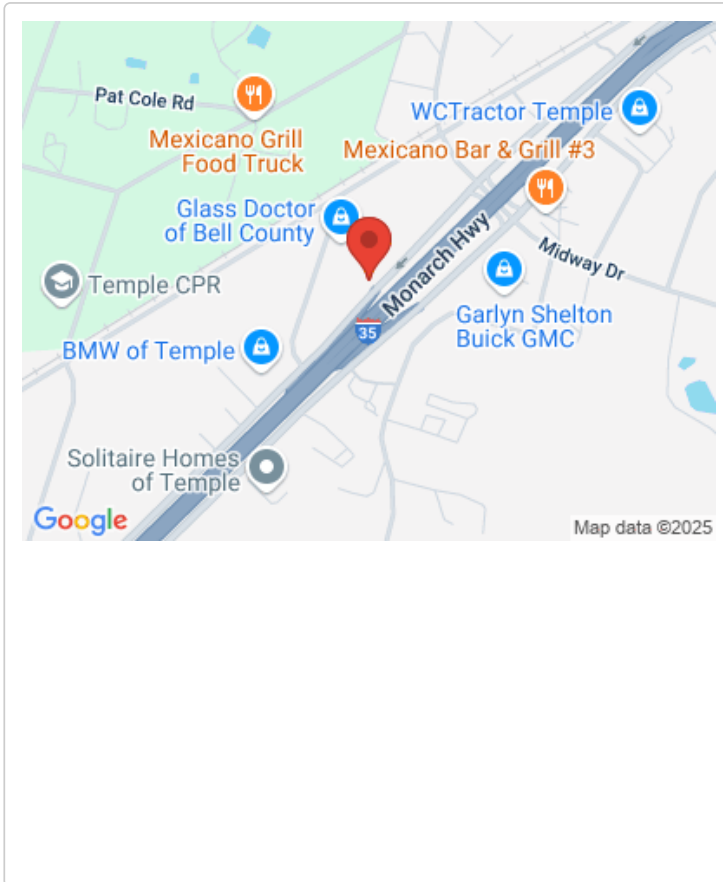 Pat Cole Rd
WCTractor Temple
Mexicano Grill
Food Truck
Mexicano Bar & Grill #3
Glass Doctor
of Bell County
Monarch Hwy
Midway Dr
Temple CPR
Garlyn Shelton
Buick GMC
35
BMW of Temple
Solitaire Homes
of Temple
Google
Map data ©2025